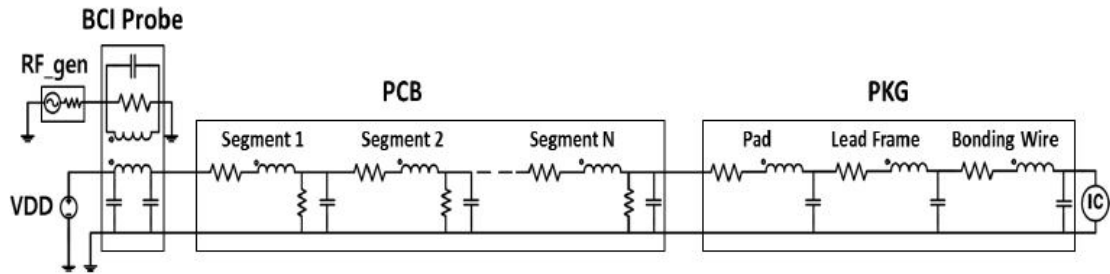 BCI Probe
RF_gen
PCB
PKG
Segment 1
Segment 2
Segment N
Pad
Lead Frame
Bonding Wire
VDD
IC